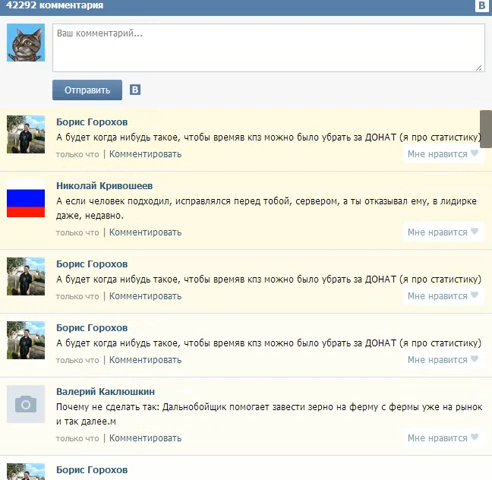 42292 комментария
В
Ваш комментарий...
Отправить
В
Борис Горохов
А будет когда нибудь такое, чтобы времяв кпз можно было убрать за ДОНАТ (я про статистику)
только что | Комментировать
Мне нравится
Николай Кривошеев
А если человек подходил, исправлялся перед тобой, сервером, а ты отказывал ему, в лидирке
даже, недавно.
только что | Комментировать
Мне нравится
Борис Горохов
А будет когда нибудь такое, чтобы времяв кпз можно было убрать за ДОНАТ (я про статистику)
только что | Комментировать
Мне нравится
Борис Горохов
А будет когда нибудь такое, чтобы времяв кпз можно было убрать за ДОНАТ (я про статистику)
только что | Комментировать
Мне нравится
Валерий Каклюшкин
Почему не сделать так: Дальнобойщик помогает завести зерно на ферму с фермы уже на рынок
и так далее.м
только что | Комментировать
Мне нравится
Борис Горохов